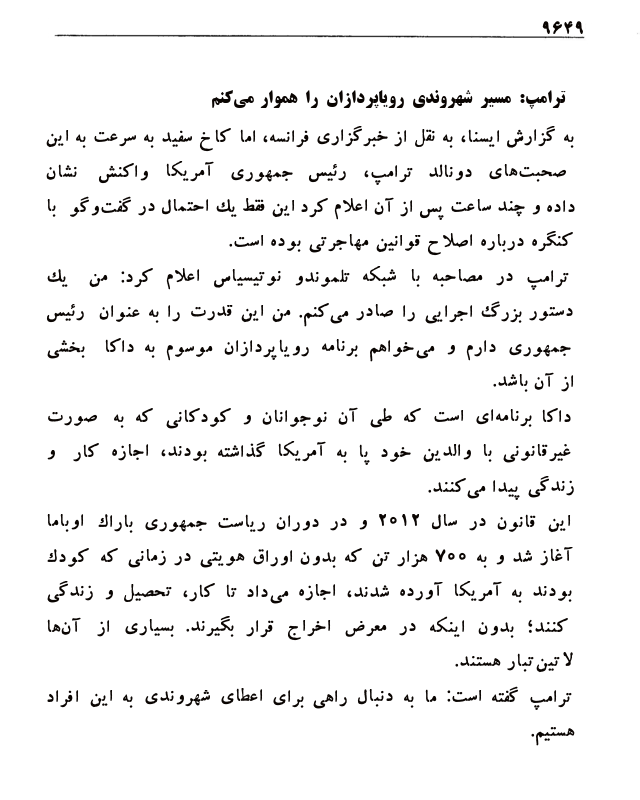 ۹۶۴۹
ترامپ: مسیر شهروندی رویاپردازان را هموار می‌کنم
به گزارش ایسنا، به نقل از خبرگزاری فرانسه، اما کاخ سفید به سرعت به این
صحبت‌های دونالد ترامپ، رئیس جمهوری آمریکا واکنش نشان
داده و چند ساعت پس از آن اعلام کرد این فقط یك احتمال در گفت‌وگو با
کنگره درباره اصلاح قوانین مهاجرتی بوده است.
ترامپ در مصاحبه با شبکه تلموندو نوتیسیاس اعلام کرد: من یك
دستور بزرگ اجرایی را صادر می‌کنم. من این قدرت را به عنوان رئیس
جمهوری دارم و می‌خواهم برنامه رویاپردازان موسوم به داکا بخشی
از آن باشد.
داکا برنامه‌ای است که طی آن نوجوانان و کودکانی که به صورت
غیرقانونی با والدین خود پا به آمریکا گذاشته بودند، اجازه کار و
زندگی پیدا می‌کنند.
این قانون در سال ۲۰۱۲ و در دوران ریاست جمهوری باراك اوباما
آغاز شد و به ۷۰۰ هزار تن که بدون اوراق هویتی در زمانی که کودك
بودند به آمریکا آورده شدند، اجازه می‌داد تا کار، تحصیل و زندگی
کنند؛ بدون اینکه در معرض اخراج قرار بگیرند. بسیاری از آن‌ها
لاتین‌تبار هستند.
ترامپ گفته است: ما به دنبال راهی برای اعطای شهروندی به این افراد
هستیم.